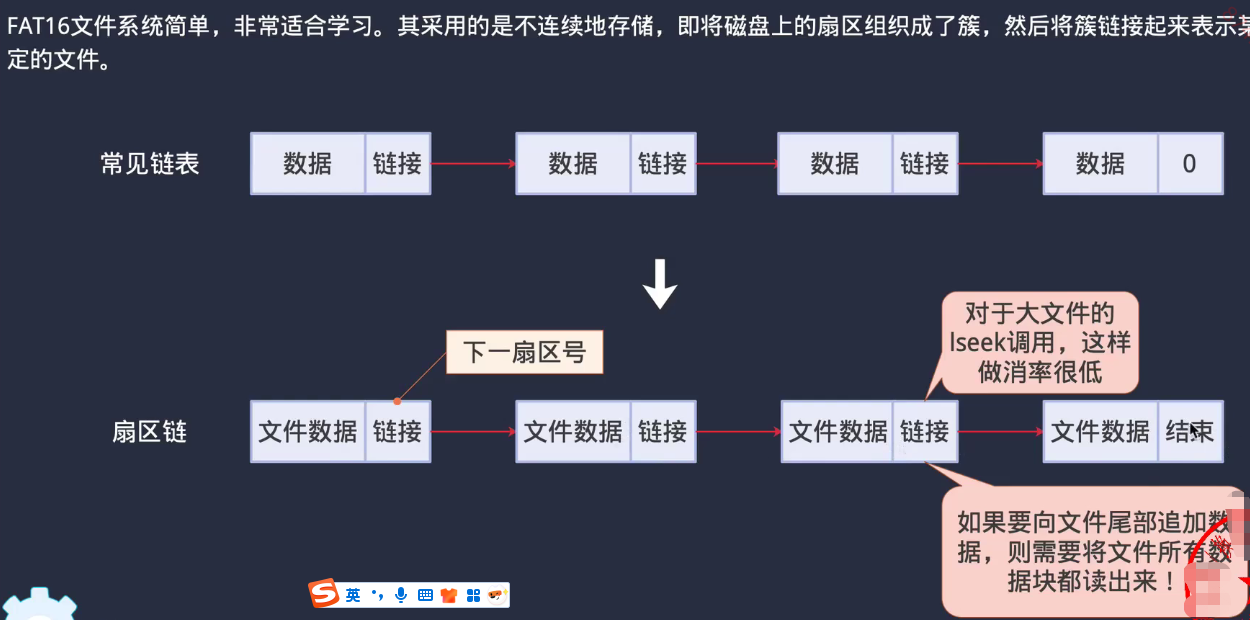 FAT16文件系统简单，非常适合学习。其采用的是不连续地存储，即将磁盘上的扇区组织成了簇，然后将簇链接起来表示某
定的文件。
常见链表 数据 链接 数据 链接 数据 链接 数据 0
对于大文件的
lseek调用，这样
做消率很低
下一扇区号
扇区链 文件数据 链接 文件数据 链接 文件数据 链接 文件数据 结束
如果要向文件尾部追加数
据，则需要将文件所有数
据块都读出来！
英